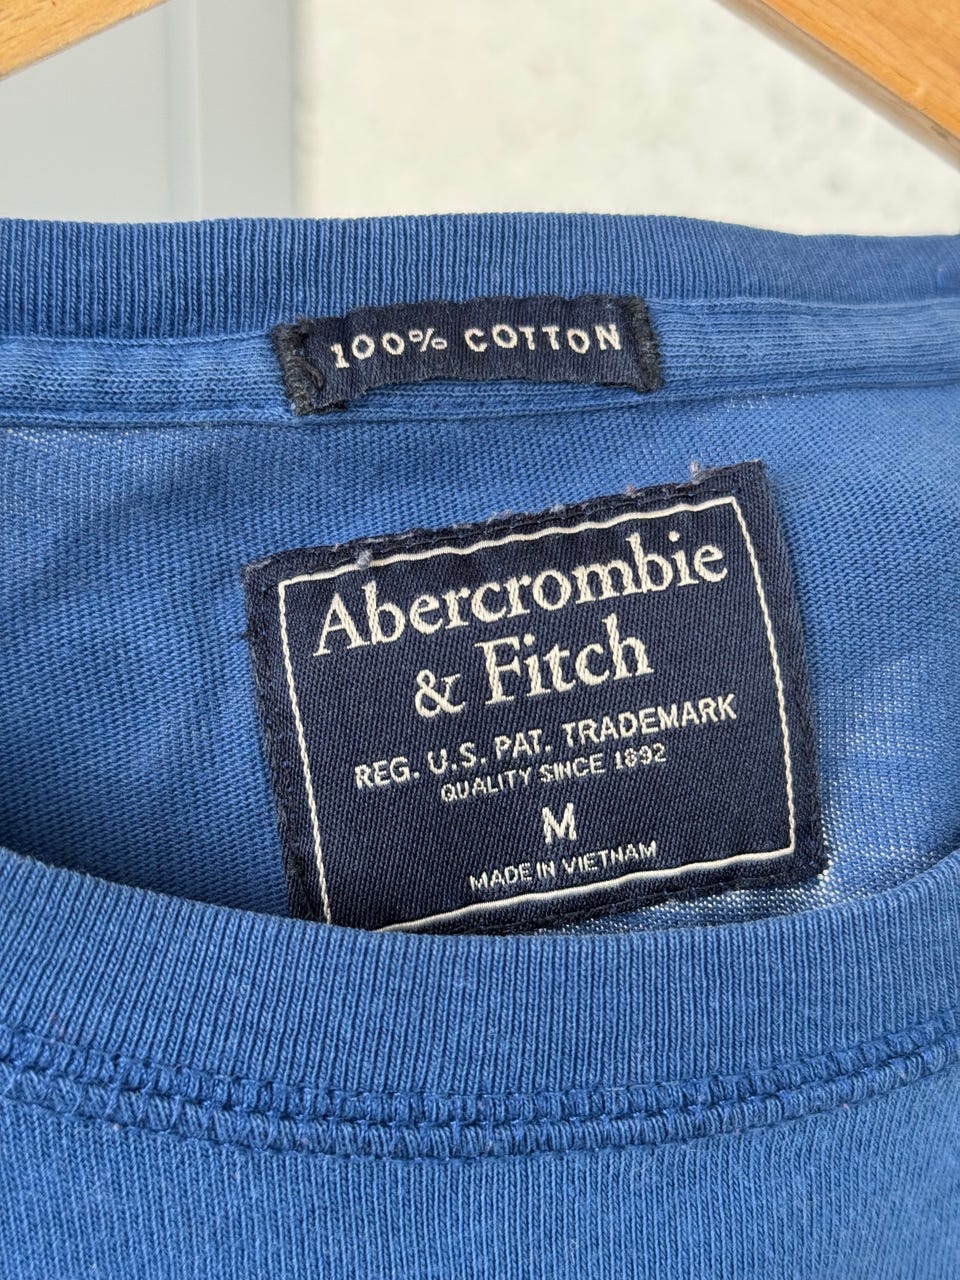 100% COTTON
Abercrombie
& Fitch
REG. U.S. PAT. TRADEMARK
QUALITY SINCE 1892
M
MADE IN VIETNAM